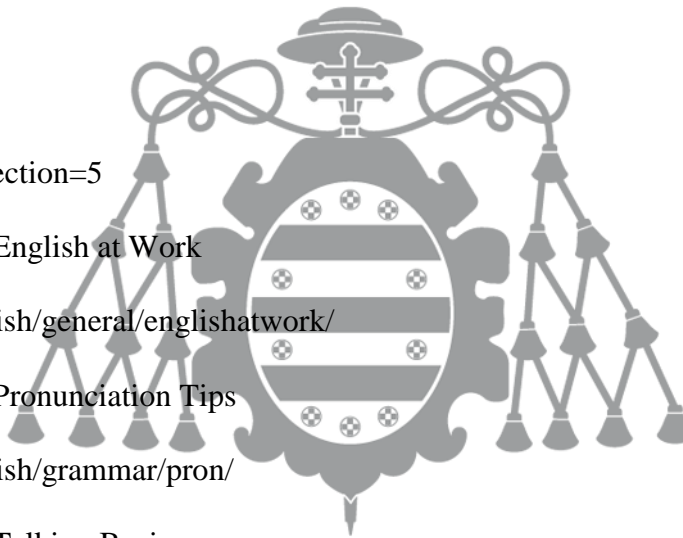 ection=5
English at Work
ish/general/englishatwork/
Pronunciation Tips
ish/grammar/pron/